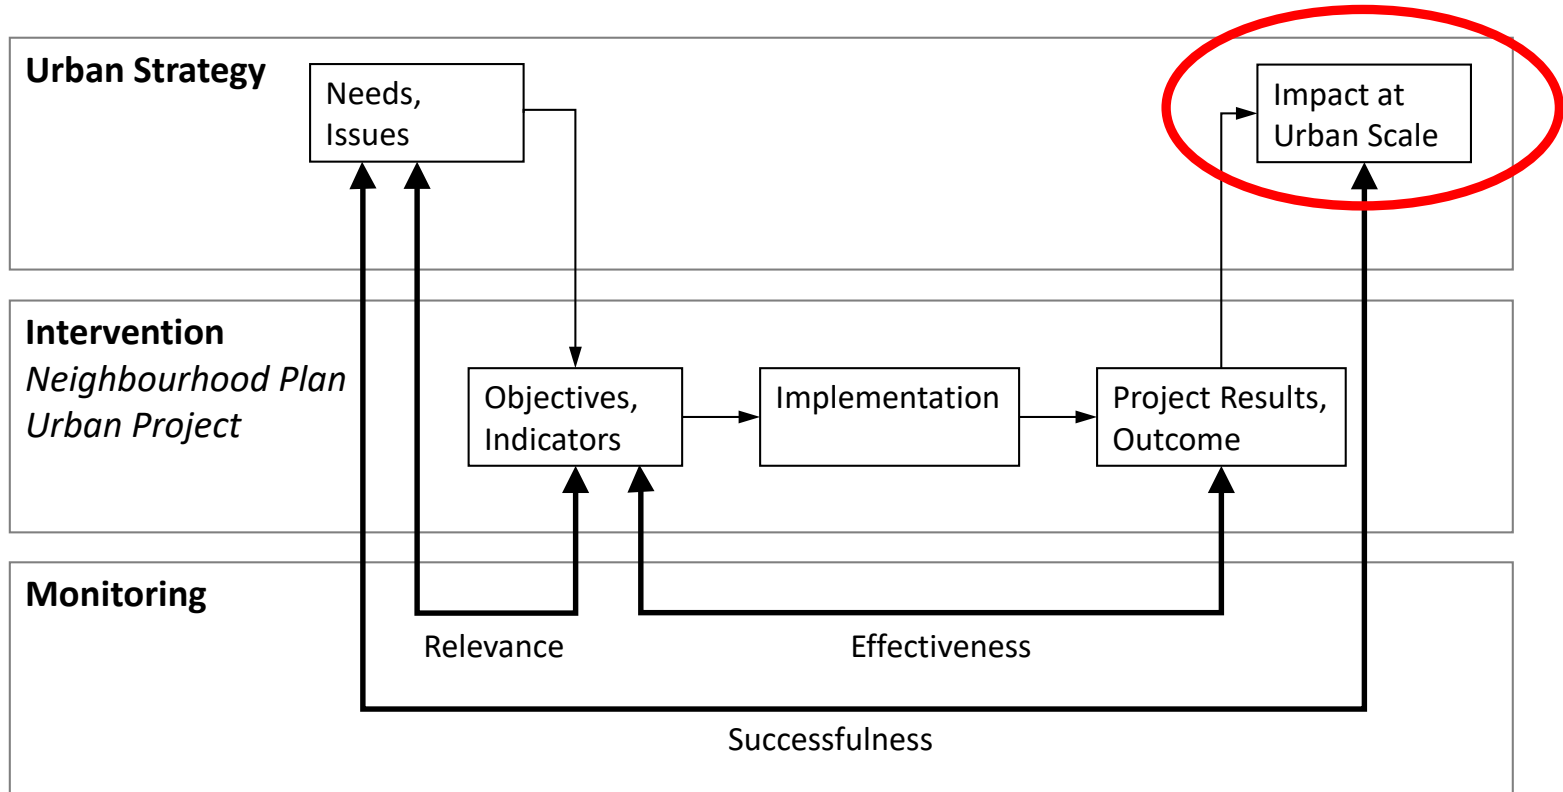 Urban Strategy
Needs,
Issues
Impact at
Urban Scale
Intervention
Neighbourhood Plan
Urban Project
Objectives,
Indicators
Implementation
Project Results,
Outcome
Monitoring
Relevance
Effectiveness
Successfulness